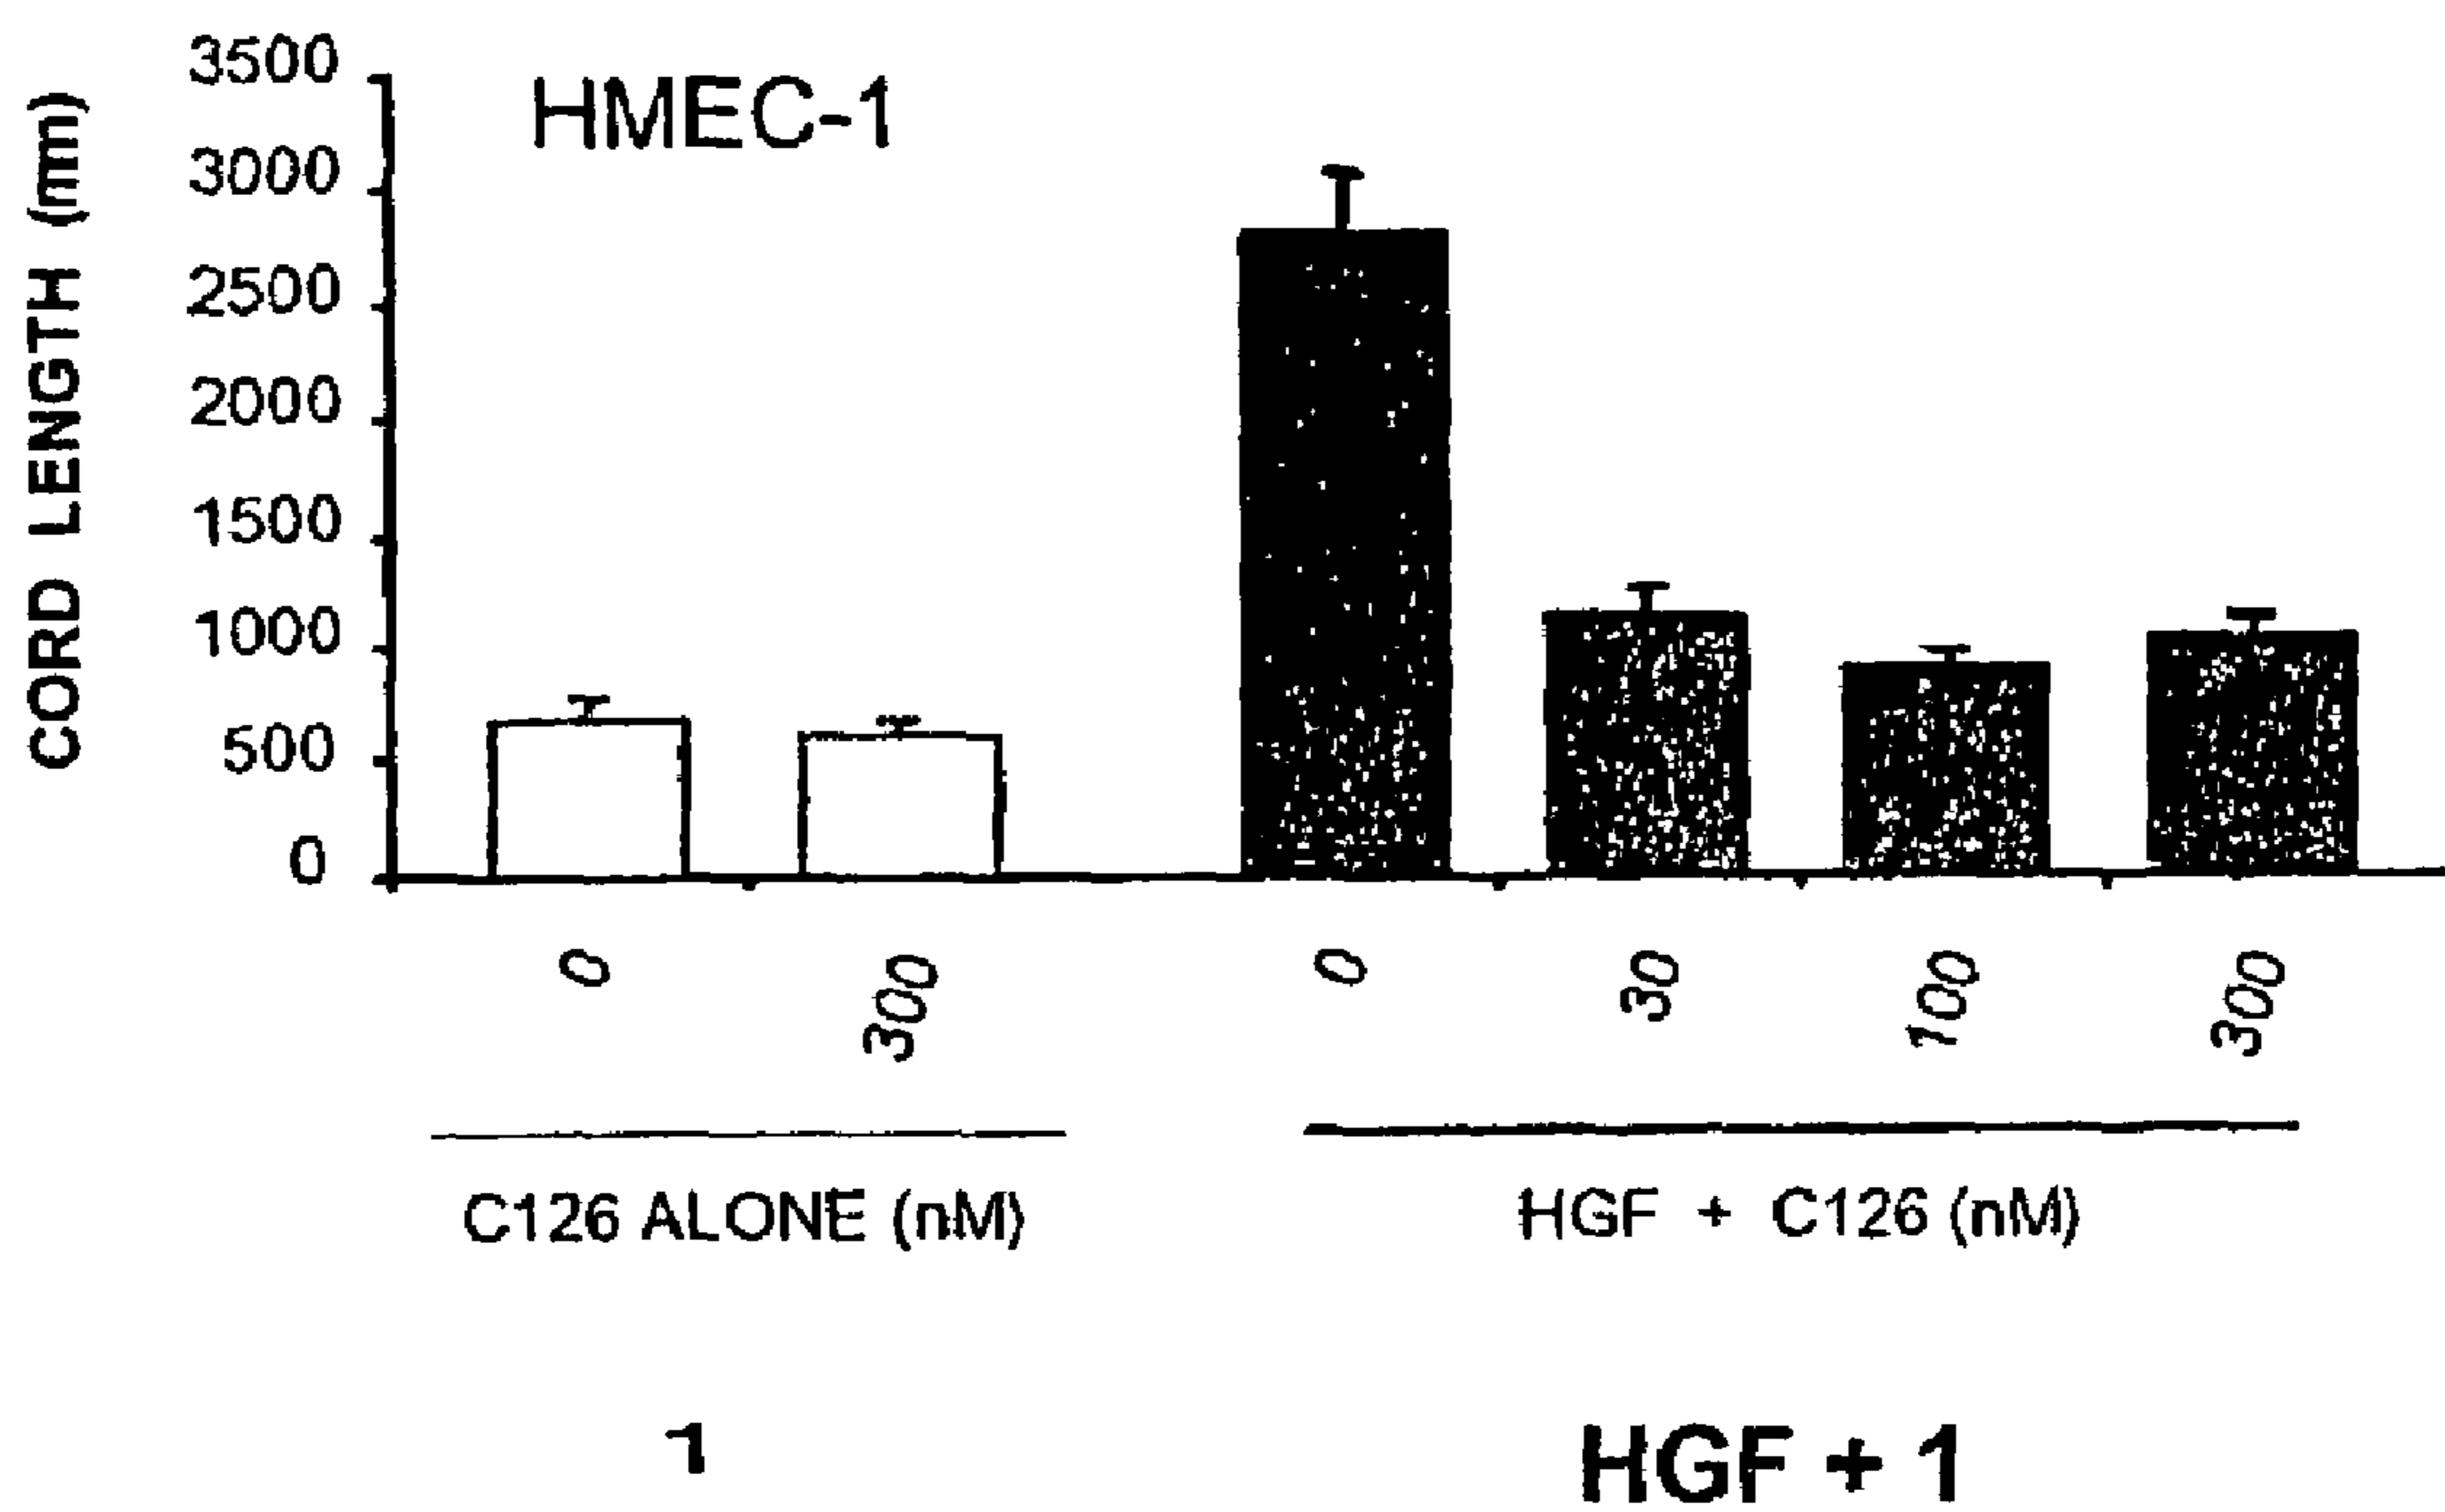 HMEC-1
CORD LENGTH (mm)
3500
3000
2500
2000
1500
1000
500
0
0 300 0 30 100 300
C126 ALONE (nM) HGF + C126 (nM)
1 HGF + 1